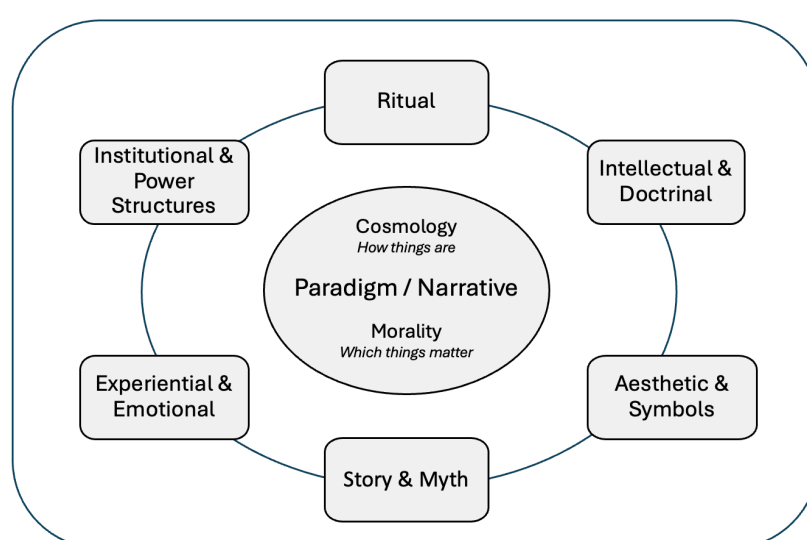 Ritual
Institutional &
Power
Structures
Intellectual &
Doctrinal
Cosmology
How things are
Paradigm / Narrative
Morality
Which things matter
Experiential &
Emotional
Aesthetic &
Symbols
Story & Myth